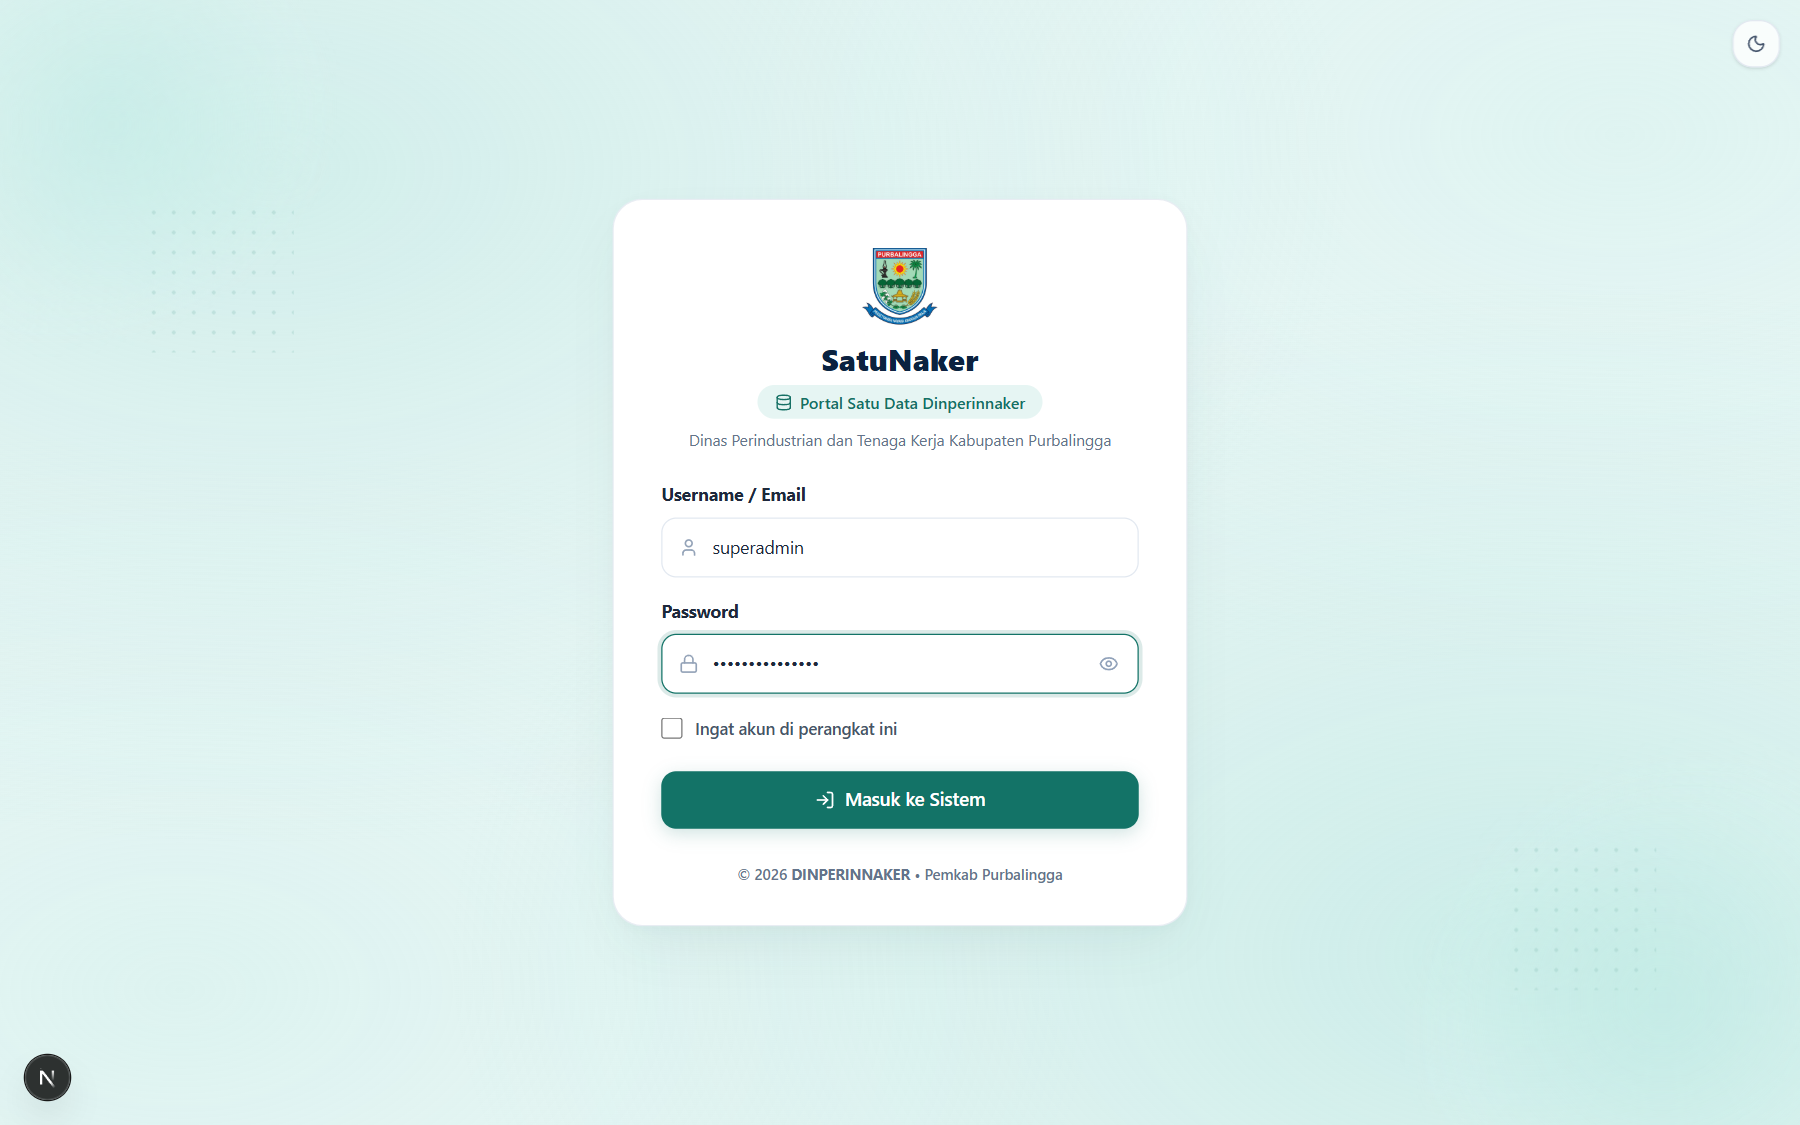 PURBALINGGA
SatuNaker
Portal Satu Data Dinperinnaker
Dinas Perindustrian dan Tenaga Kerja Kabupaten Purbalingga
Username / Email
superadmin
Password
•••••••••••••••
Ingat akun di perangkat ini
Masuk ke Sistem
© 2026 DINPERINNAKER • Pemkab Purbalingga
N